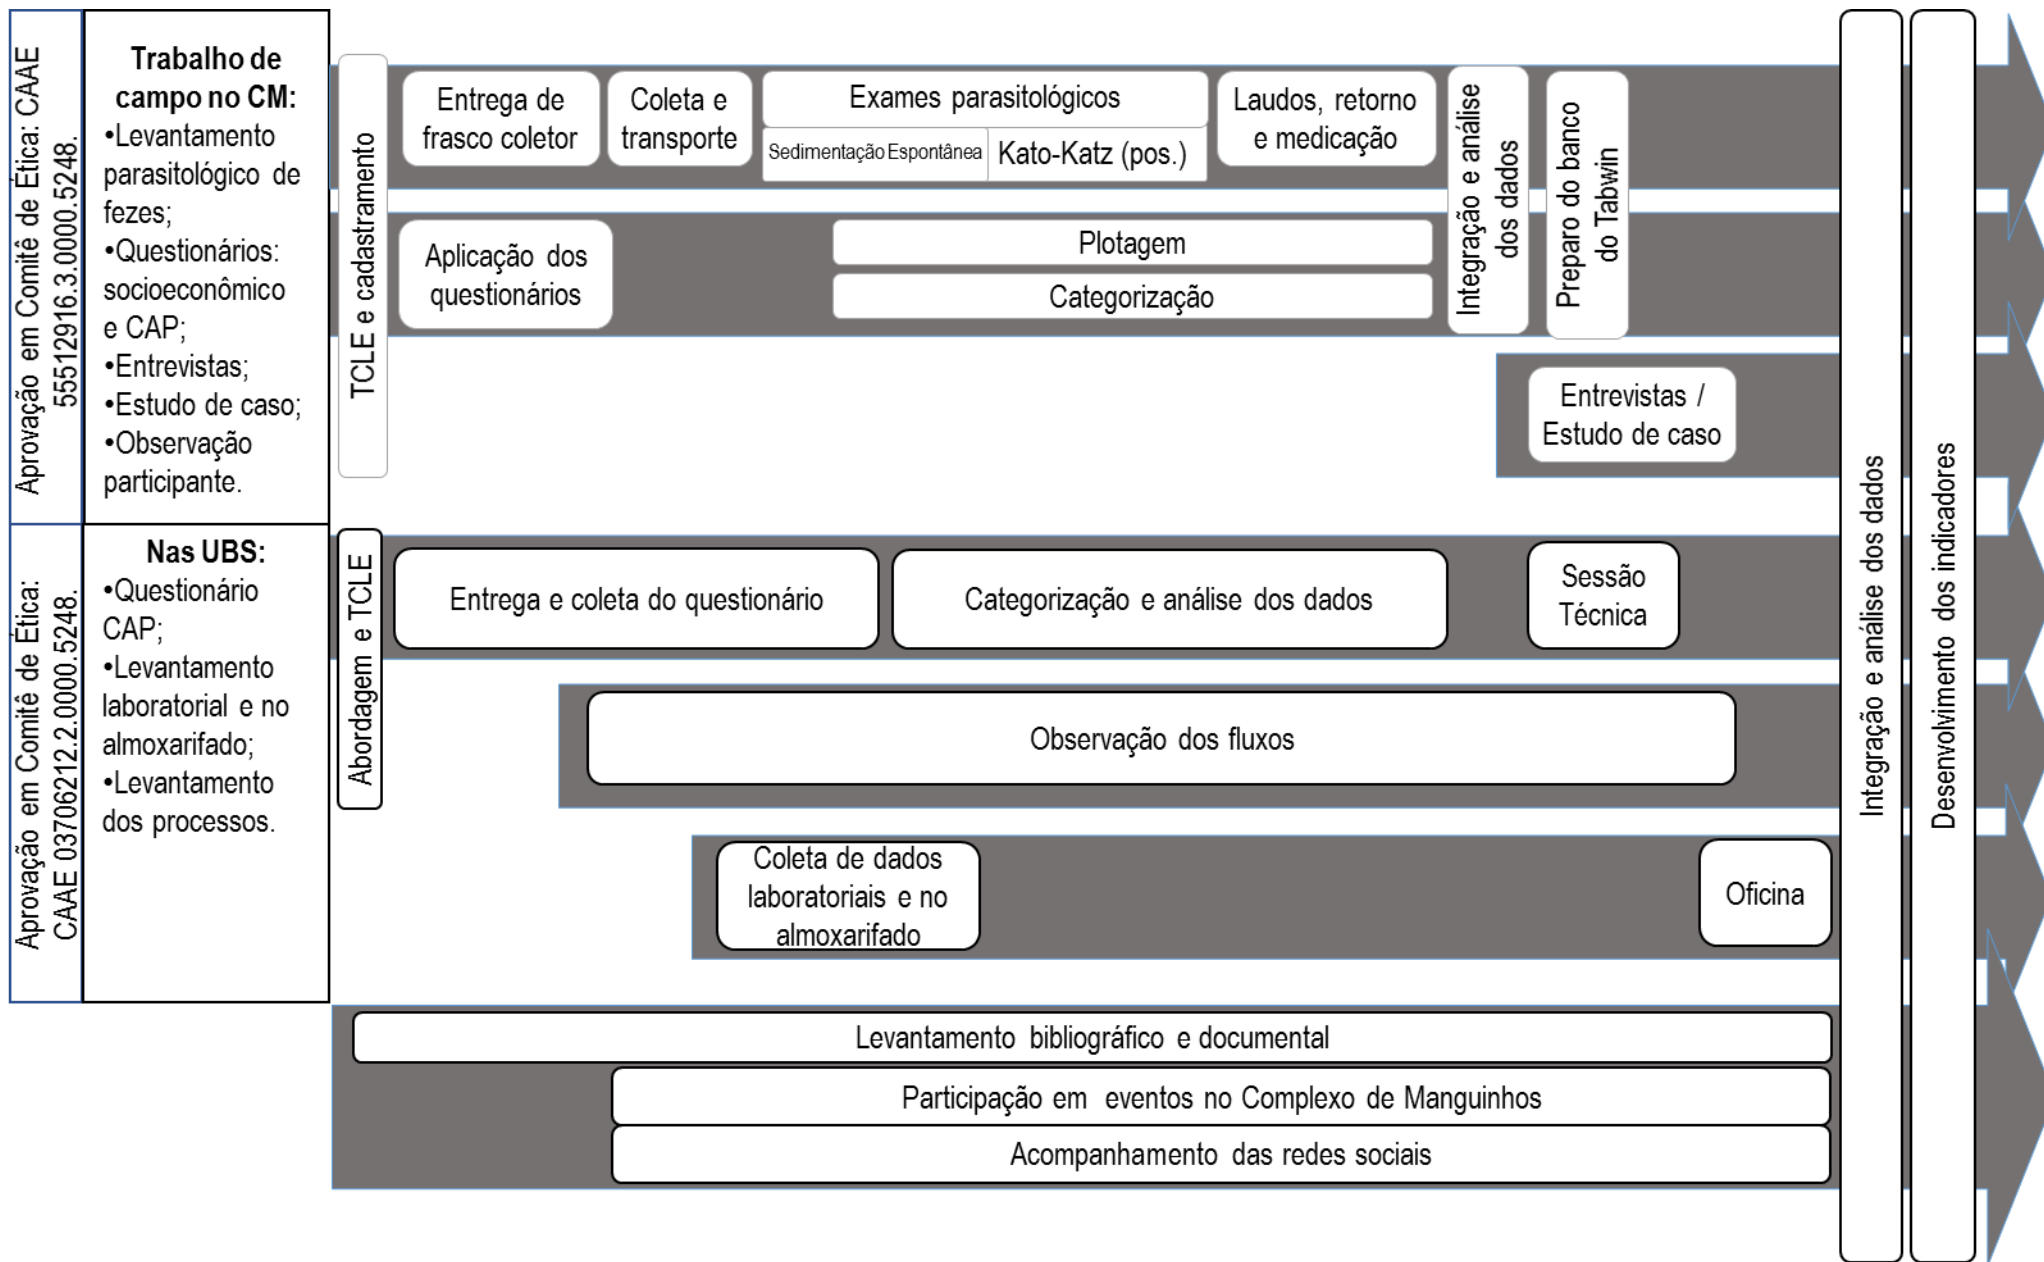 Aprovação em Comitê de Ética: CAAE
55512916.3.0000.5248.
Trabalho de
campo no CM:
•Levantamento
parasitológico de
fezes;
•Questionários:
socioeconômico
e CAP;
•Entrevistas;
•Estudo de caso;
•Observação
participante.
TCLE e cadastramento
Entrega de
frasco coletor
Coleta e
transporte
Exames parasitológicos
Sedimentação Espontânea
Kato-Katz (pos.)
Laudos, retorno
e medicação
Aplicação dos
questionários
Plotagem
Categorização
Integração e análise
dos dados
Preparo do banco
do Tabwin
Entrevistas /
Estudo de caso
Aprovação em Comitê de Ética:
CAAE 03706212.2.0000.5248.
Nas UBS:
•Questionário
CAP;
•Levantamento
laboratorial e no
almoxarifado;
•Levantamento
dos processos.
Abordagem e TCLE
Entrega e coleta do questionário
Categorização e análise dos dados
Sessão
Técnica
Observação dos fluxos
Coleta de dados
laboratoriais e no
almoxarifado
Oficina
Levantamento bibliográfico e documental
Participação em eventos no Complexo de Manguinhos
Acompanhamento das redes sociais
Integração e análise dos dados
Desenvolvimento dos indicadores